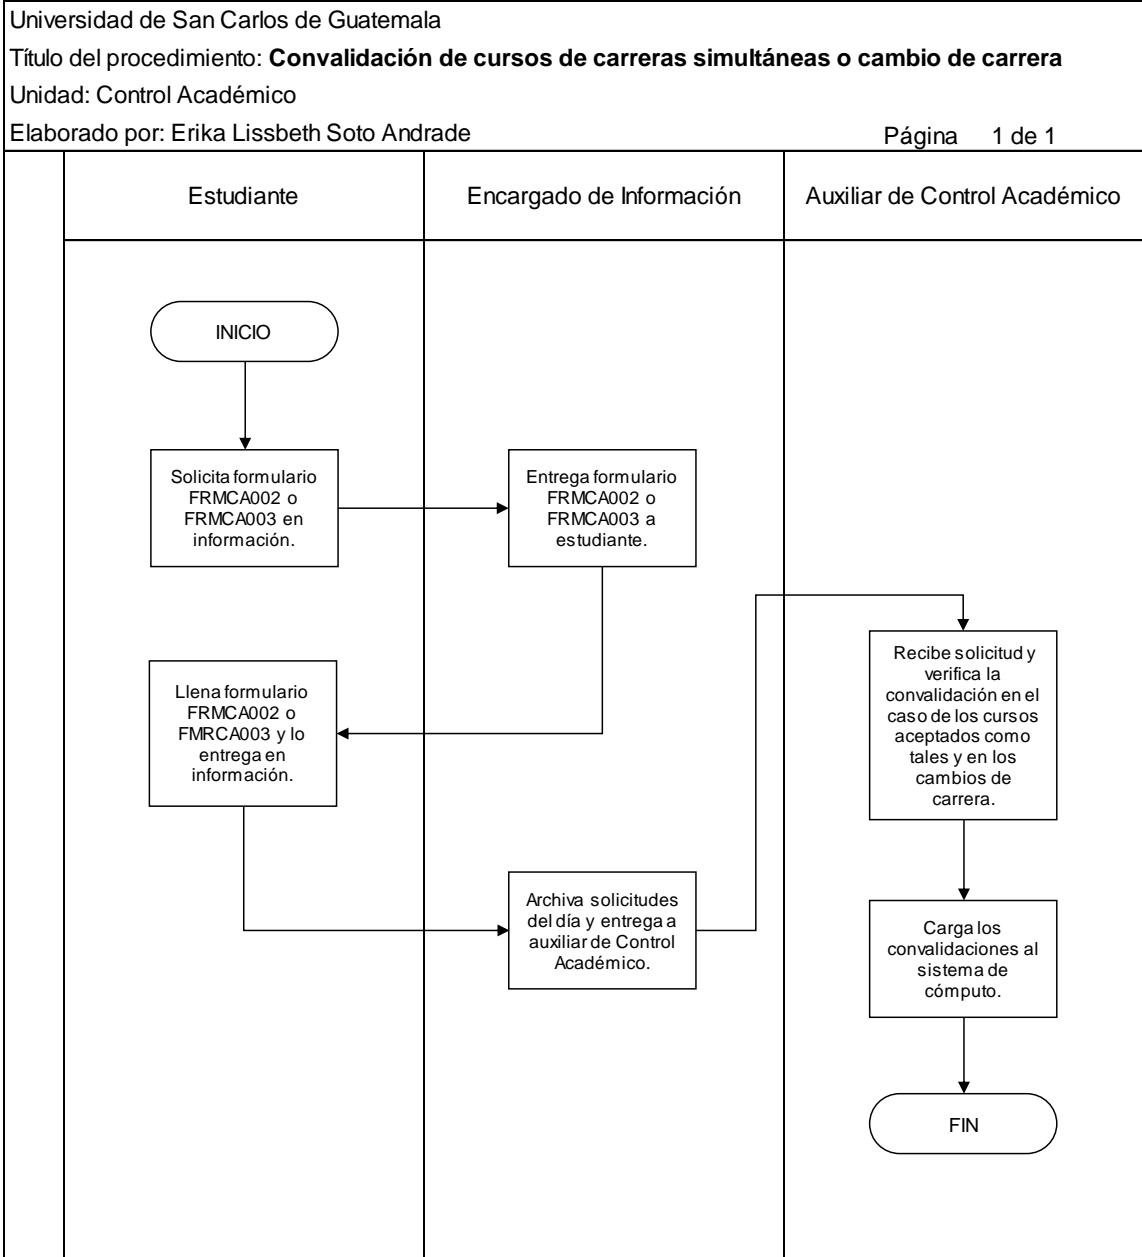 Universidad de San Carlos de Guatemala
Título del procedimiento: Convalidación de cursos de carreras simultáneas o cambio de carrera
Unidad: Control Académico
Elaborado por: Erika Lissbeth Soto Andrade
Página 1 de 1
Estudiante
Encargado de Información
Auxiliar de Control Académico
INICIO
Solicita formulario
FRMCA002 o
FRMCA003 en
información.
Entrega formulario
FRMCA002 o
FRMCA003 a
estudiante.
Llena formulario
FRMCA002 o
FMRCA003 y lo
entrega en
información.
Archiva solicitudes
del día y entrega a
auxiliar de Control
Académico.
Recibe solicitud y
verifica la
convalidación en el
caso de los cursos
aceptados como
tales y en los
cambios de
carrera.
Carga los
convalidaciones al
sistema de
cómputo.
FIN